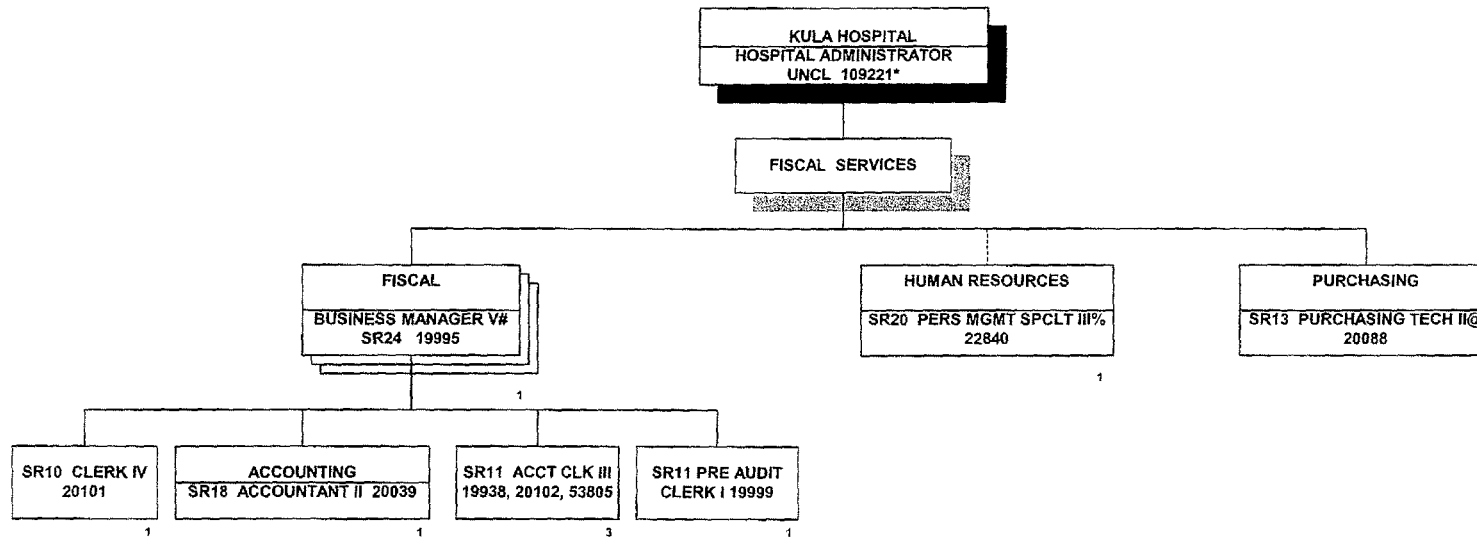 KULA HOSPITAL
HOSPITAL ADMINISTRATOR
UNCL 109221*
FISCAL SERVICES
FISCAL
BUSINESS MANAGER V#
SR24 19995
1
HUMAN RESOURCES
SR20 PERS MGMT SPCLT III%
22840
1
PURCHASING
SR13 PURCHASING TECH II@
20088
SR10 CLERK IV
20101
1
ACCOUNTING
SR18 ACCOUNTANT II 20039
1
SR11 ACCT CLK III
19938, 20102, 53805
3
SR11 PRE AUDIT
CLERK I 19999
1